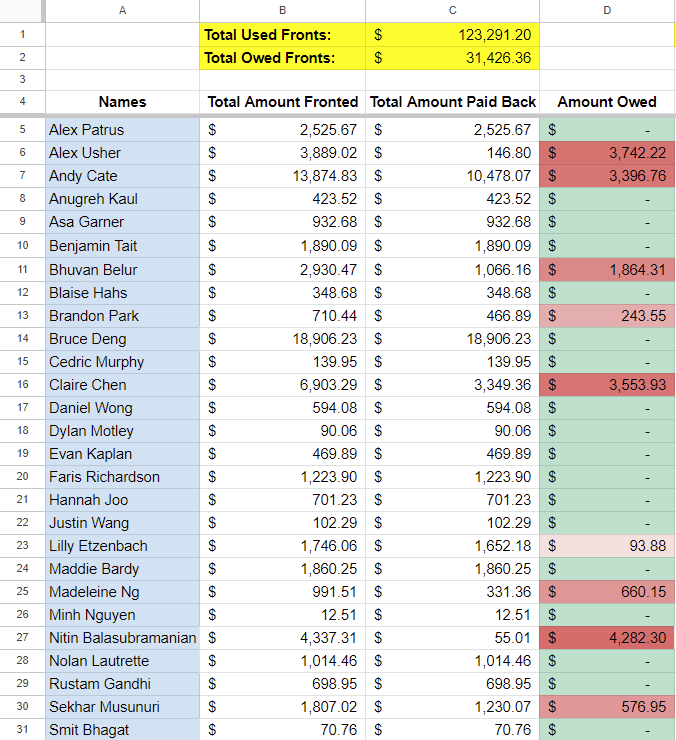 A B C D
1 Total Used Fronts: $ 123,291.20
2 Total Owed Fronts: $ 31,426.36
3
4 Names Total Amount Fronted Total Amount Paid Back Amount Owed
5 Alex Patrus $ 2,525.67 $ 2,525.67 $ -
6 Alex Usher $ 3,889.02 $ 146.80 $ 3,742.22
7 Andy Cate $ 13,874.83 $ 10,478.07 $ 3,396.76
8 Anugreh Kaul $ 423.52 $ 423.52 $ -
9 Asa Garner $ 932.68 $ 932.68 $ -
10 Benjamin Tait $ 1,890.09 $ 1,890.09 $ -
11 Bhuvan Belur $ 2,930.47 $ 1,066.16 $ 1,864.31
12 Blaise Hahs $ 348.68 $ 348.68 $ -
13 Brandon Park $ 710.44 $ 466.89 $ 243.55
14 Bruce Deng $ 18,906.23 $ 18,906.23 $ -
15 Cedric Murphy $ 139.95 $ 139.95 $ -
16 Claire Chen $ 6,903.29 $ 3,349.36 $ 3,553.93
17 Daniel Wong $ 594.08 $ 594.08 $ -
18 Dylan Motley $ 90.06 $ 90.06 $ -
19 Evan Kaplan $ 469.89 $ 469.89 $ -
20 Faris Richardson $ 1,223.90 $ 1,223.90 $ -
21 Hannah Joo $ 701.23 $ 701.23 $ -
22 Justin Wang $ 102.29 $ 102.29 $ -
23 Lilly Etzenbach $ 1,746.06 $ 1,652.18 $ 93.88
24 Maddie Bardy $ 1,860.25 $ 1,860.25 $ -
25 Madeleine Ng $ 991.51 $ 331.36 $ 660.15
26 Minh Nguyen $ 12.51 $ 12.51 $ -
27 Nitin Balasubramanian $ 4,337.31 $ 55.01 $ 4,282.30
28 Nolan Lautrette $ 1,014.46 $ 1,014.46 $ -
29 Rustam Gandhi $ 698.95 $ 698.95 $ -
30 Sekhar Musunuri $ 1,807.02 $ 1,230.07 $ 576.95
31 Smit Bhagat $ 70.76 $ 70.76 $ -